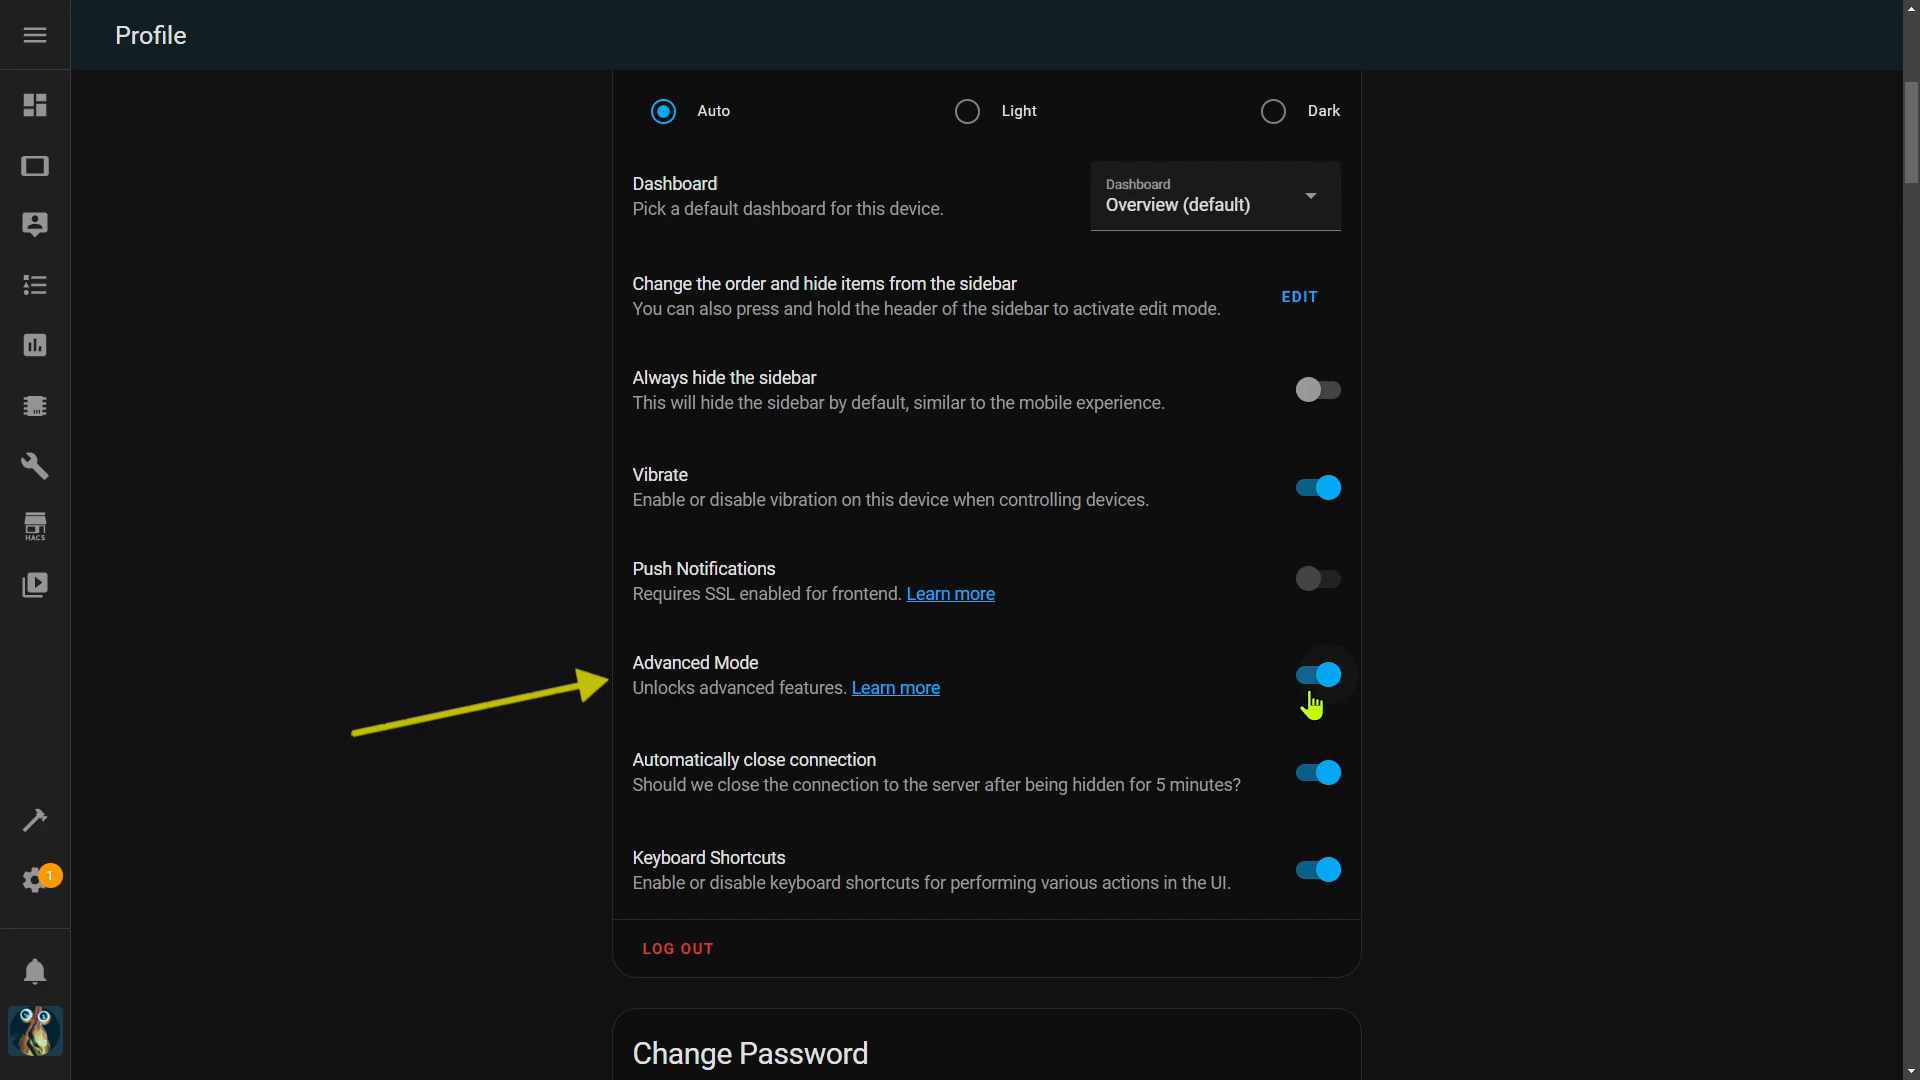 Profile
Auto
Light
Dark
Dashboard
Pick a default dashboard for this device.
Dashboard
Overview (default)
Change the order and hide items from the sidebar
You can also press and hold the header of the sidebar to activate edit mode.
EDIT
Always hide the sidebar
This will hide the sidebar by default, similar to the mobile experience.
Vibrate
Enable or disable vibration on this device when controlling devices.
HACS
Push Notifications
Requires SSL enabled for frontend. Learn more
Advanced Mode
Unlocks advanced features. Learn more
Automatically close connection
Should we close the connection to the server after being hidden for 5 minutes?
Keyboard Shortcuts
Enable or disable keyboard shortcuts for performing various actions in the UI.
1
LOG OUT
Change Password